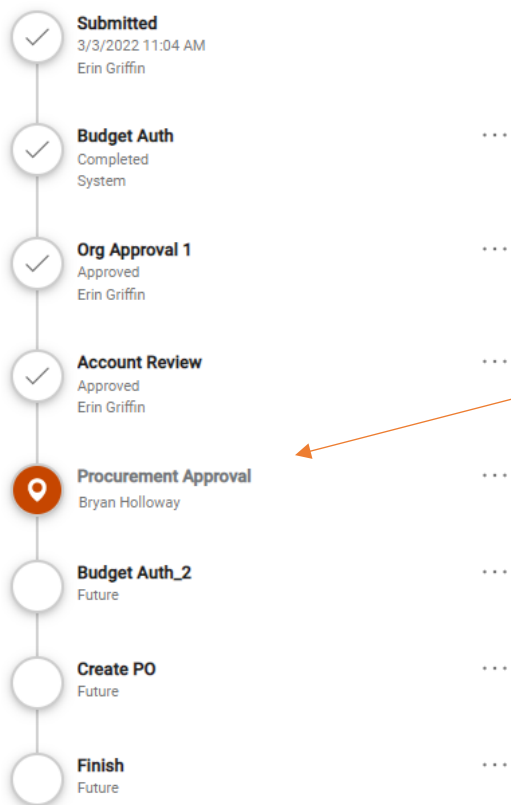 Submitted
3/3/2022 11:04 AM
Erin Griffin
Budget Auth
Completed
System
Org Approval 1
Approved
Erin Griffin
Account Review
Approved
Erin Griffin
Procurement Approval
Bryan Holloway
Budget Auth_2
Future
Create PO
Future
Finish
Future